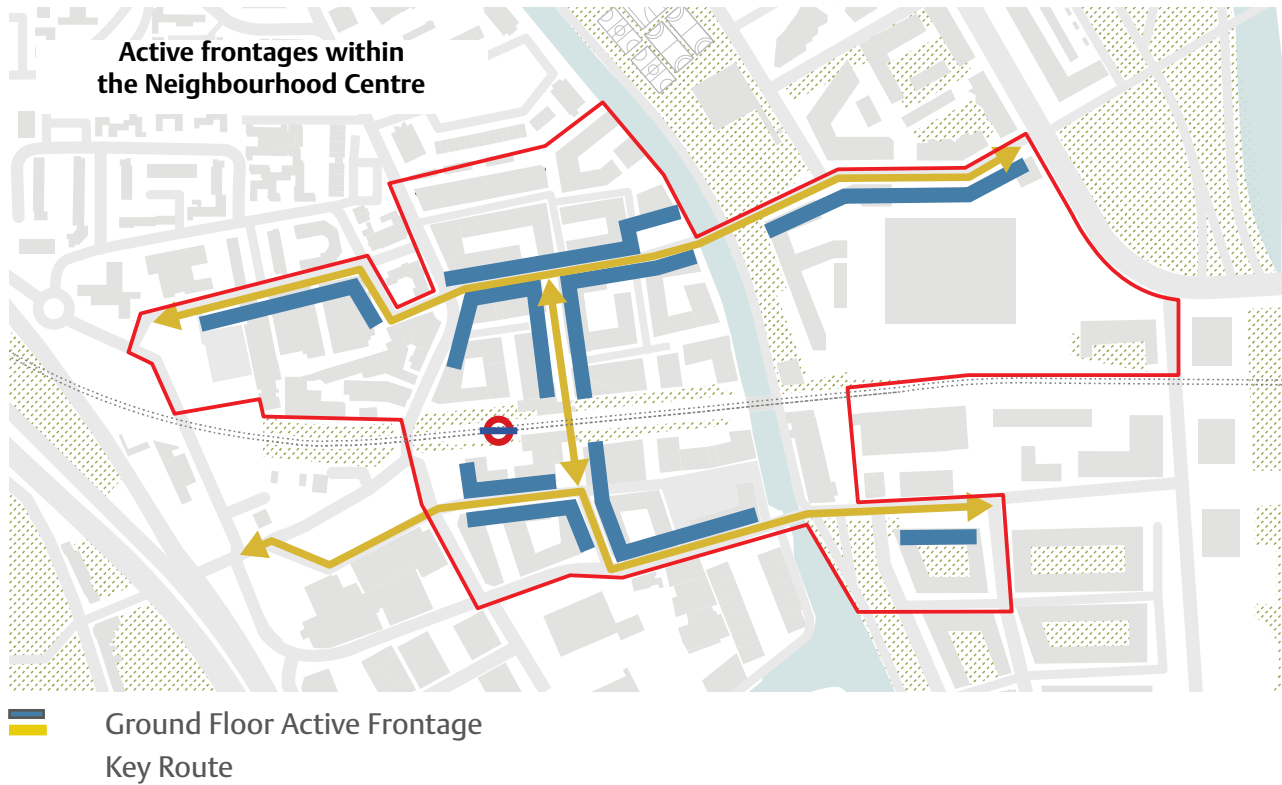 Active frontages within
the Neighbourhood Centre
Ground Floor Active Frontage
Key Route